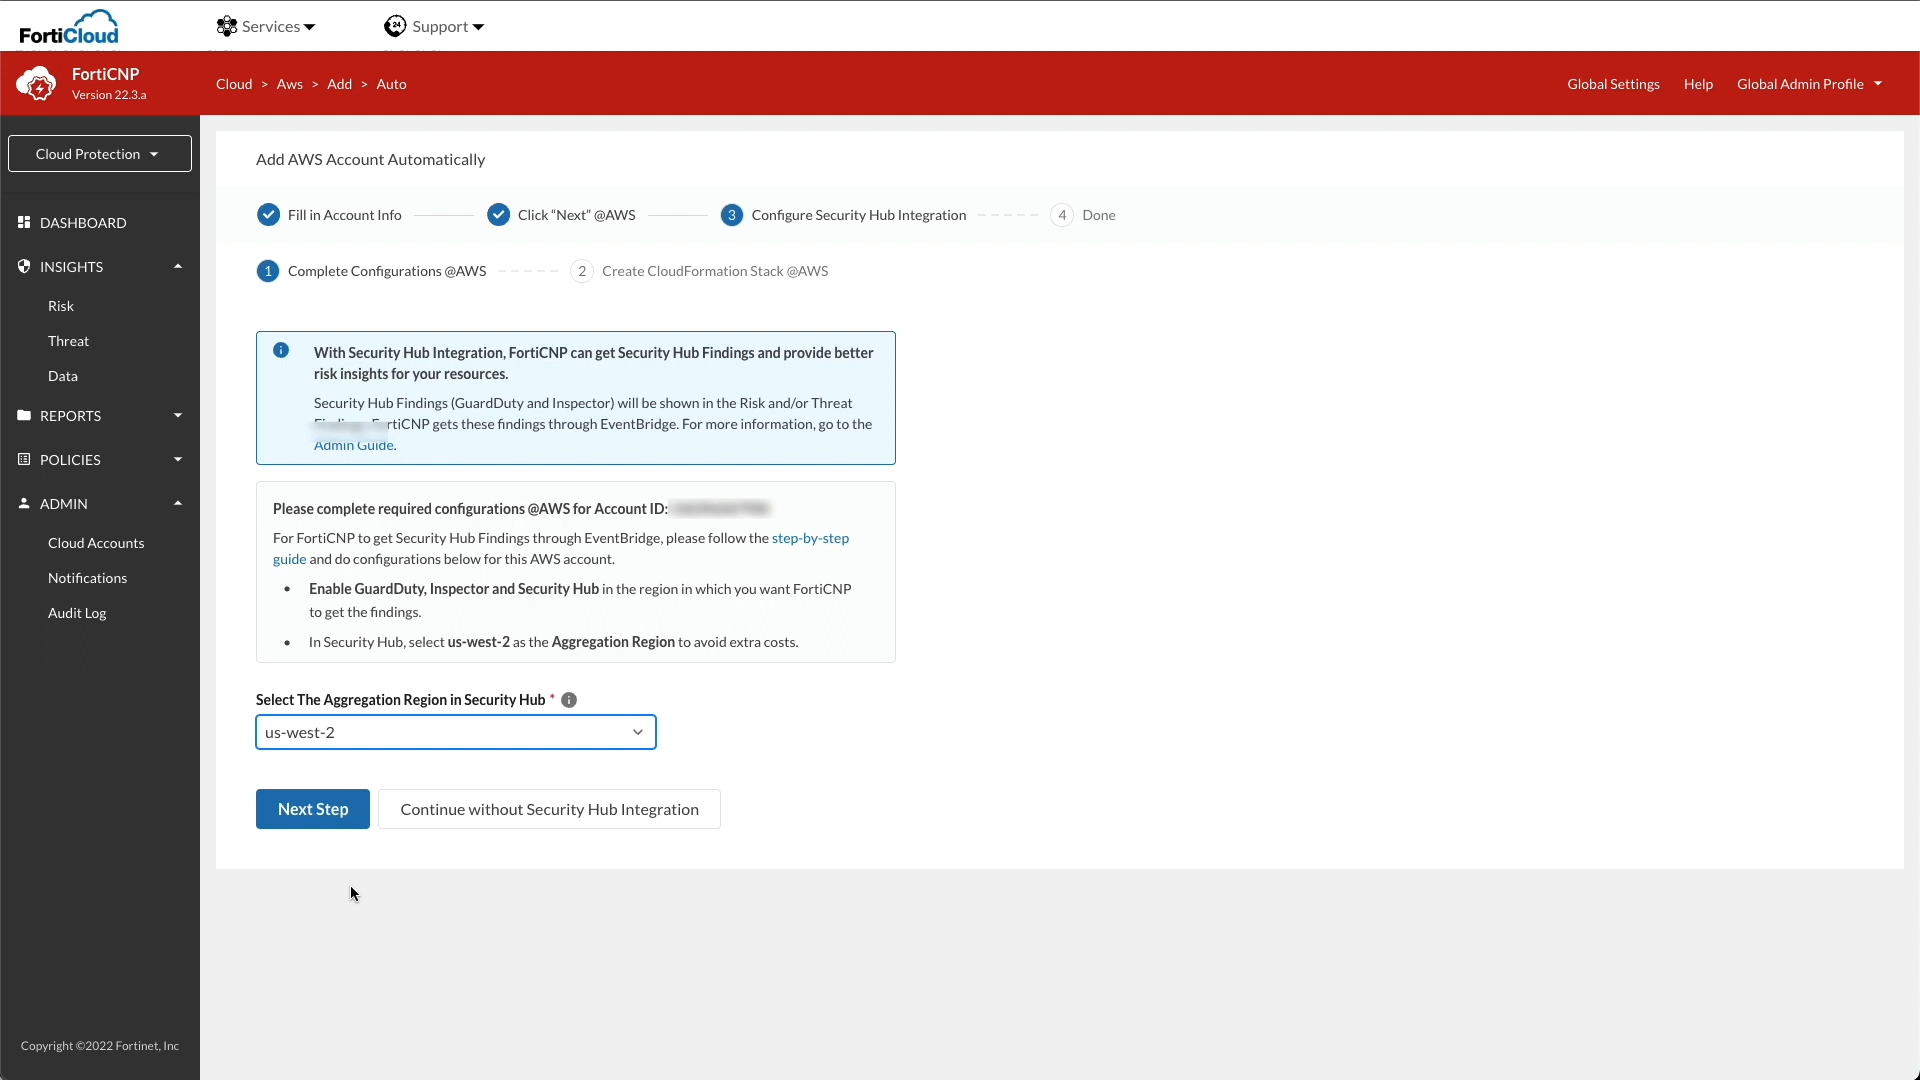 FortiCloud
Services
24
Support
FortiCNP
Version 22.3.a
Cloud > Aws > Add > Auto
Global Settings
Help
Global Admin Profile
Cloud Protection
DASHBOARD
INSIGHTS
Risk
Threat
Data
REPORTS
POLICIES
ADMIN
Cloud Accounts
Notifications
Audit Log
Copyright ©2022 Fortinet, Inc
Add AWS Account Automatically
Fill in Account Info
Click “Next” @AWS
3 Configure Security Hub Integration
4 Done
1 Complete Configurations @AWS
2 Create CloudFormation Stack @AWS
With Security Hub Integration, FortiCNP can get Security Hub Findings and provide better
risk insights for your resources.
Security Hub Findings (GuardDuty and Inspector) will be shown in the Risk and/or Threat
FortiCNP gets these findings through EventBridge. For more information, go to the
Admin Guide.
Please complete required configurations @AWS for Account ID:
For FortiCNP to get Security Hub Findings through EventBridge, please follow the step-by-step
guide and do configurations below for this AWS account.
• Enable GuardDuty, Inspector and Security Hub in the region in which you want FortiCNP
to get the findings.
• In Security Hub, select us-west-2 as the Aggregation Region to avoid extra costs.
Select The Aggregation Region in Security Hub * i
us-west-2
Next Step
Continue without Security Hub Integration